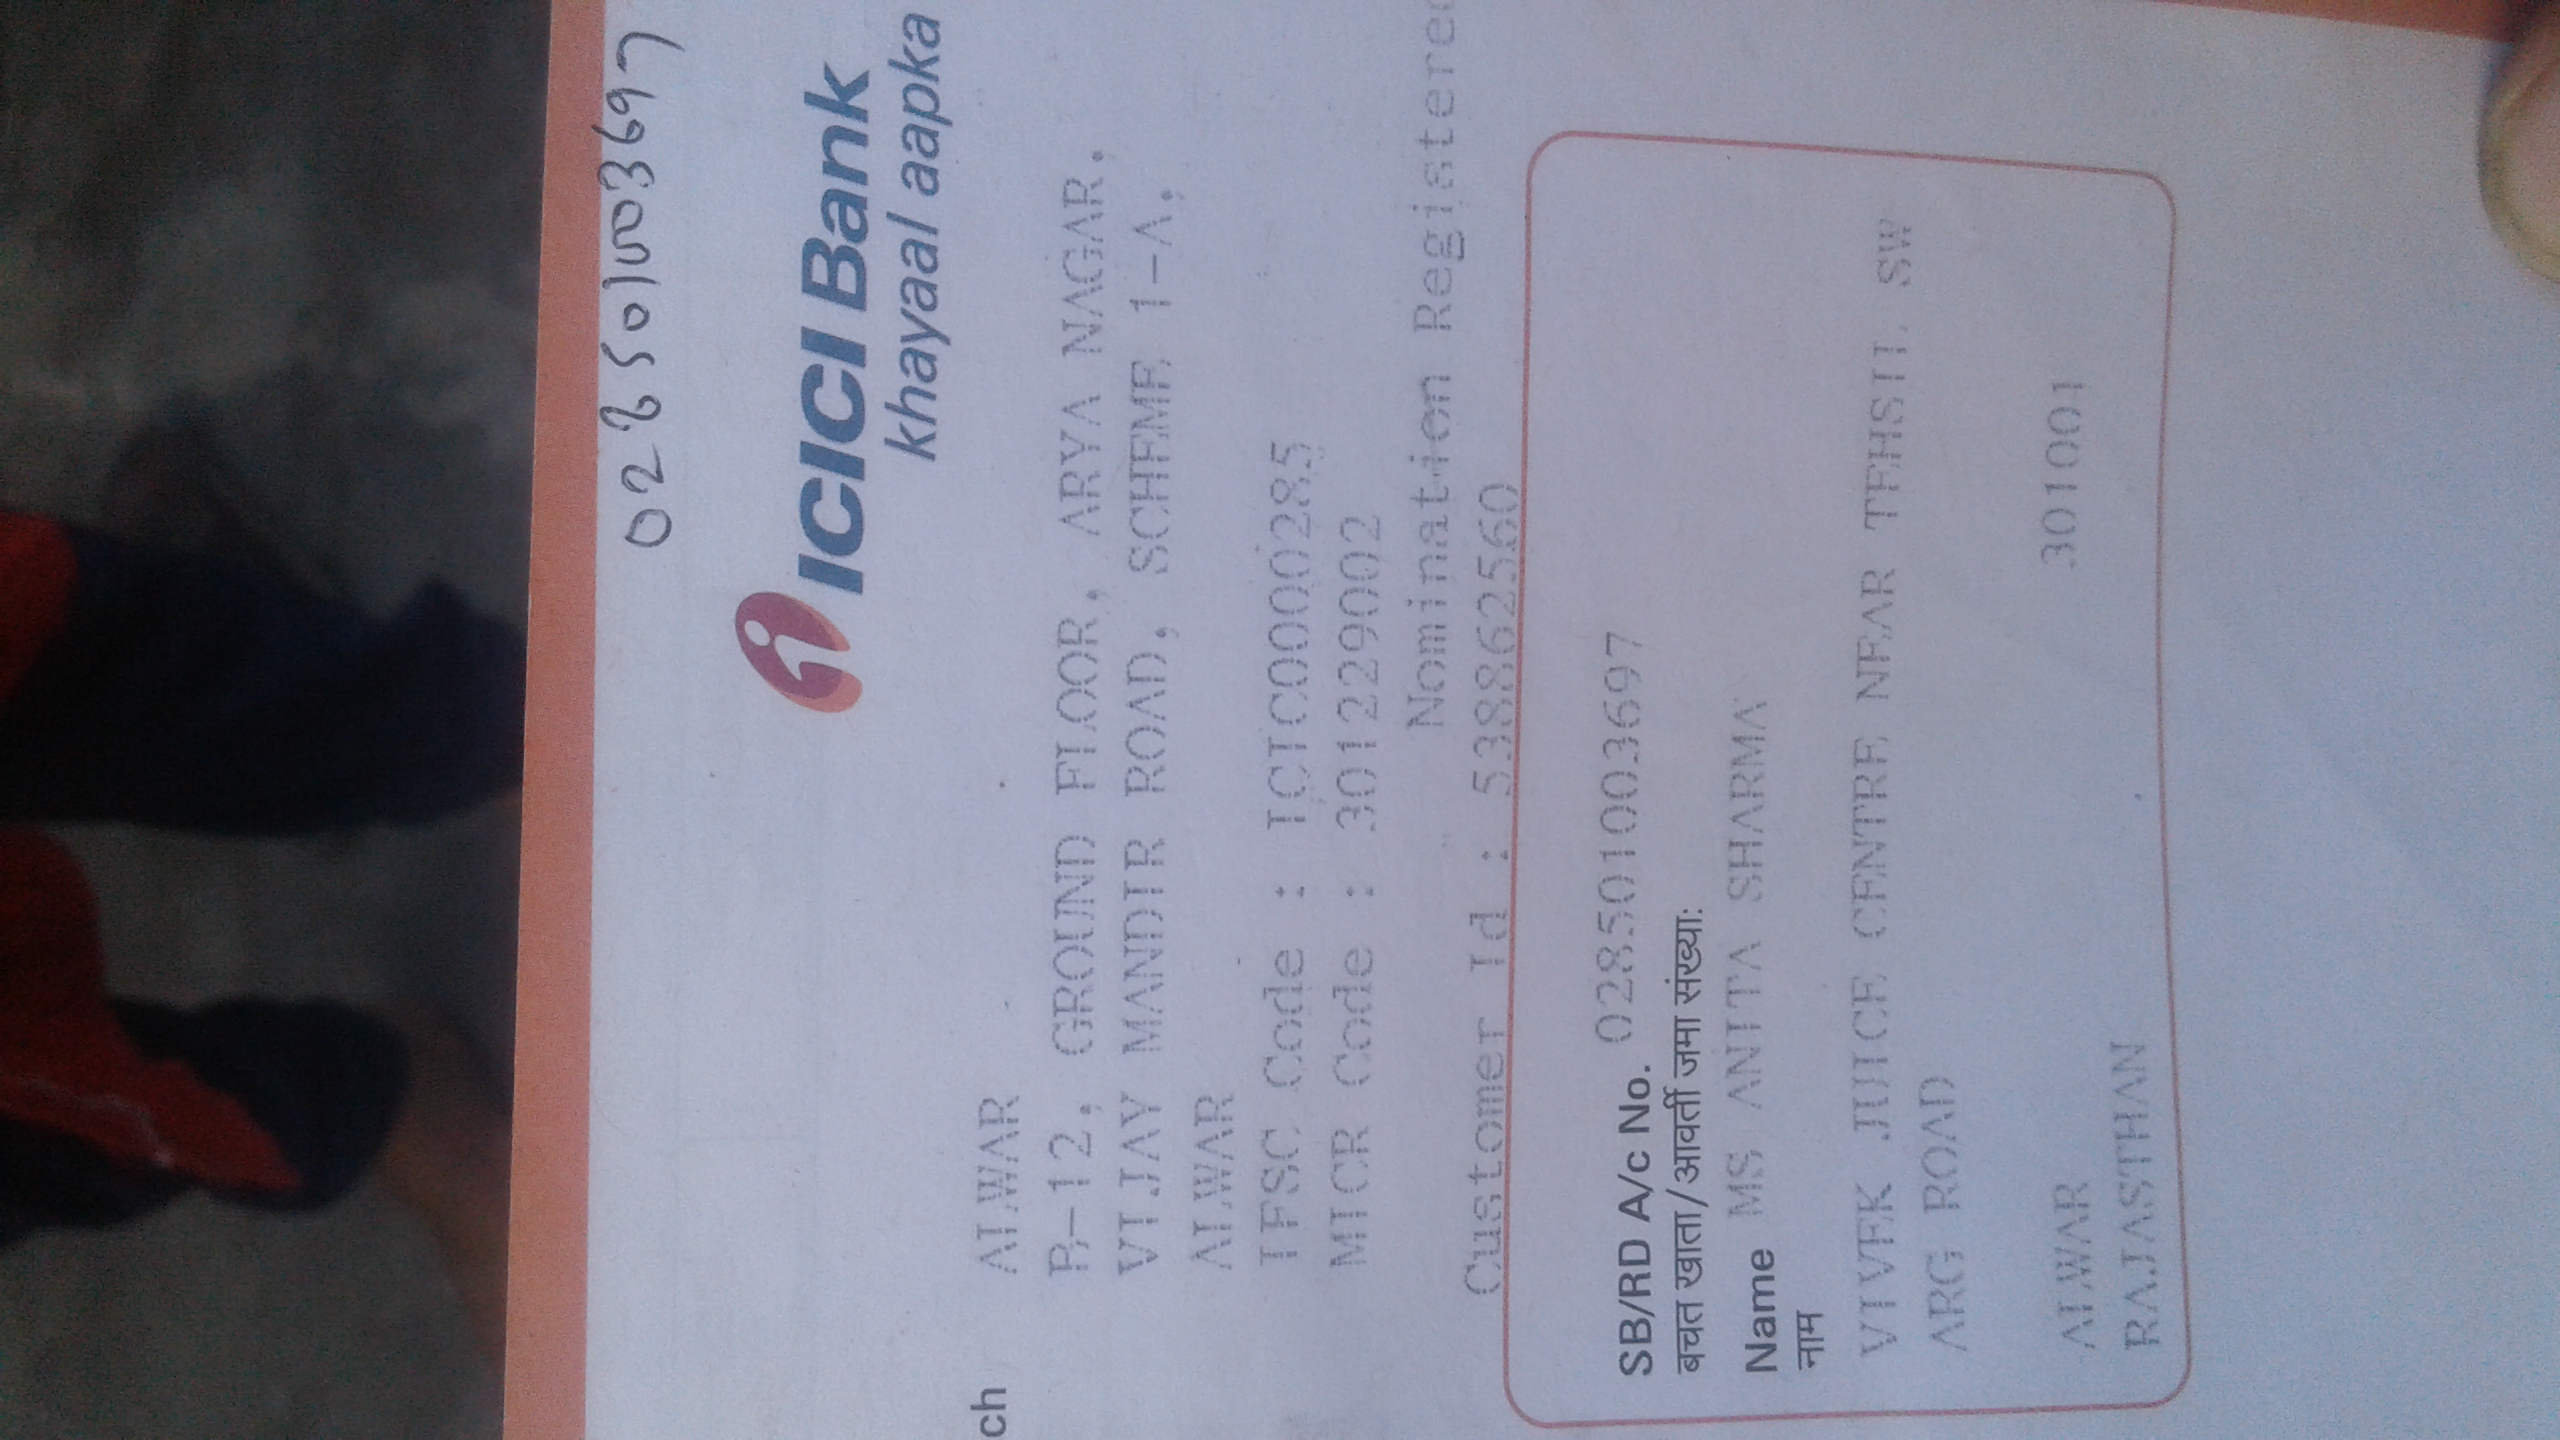 028501003697
ICICI Bank
khayaal aapka
ch ALWAR
B-12, GROUND FLOOR, ARYA NAGAR,
VIJAY MANDIR ROAD, SCHEME 1-A,
ALWAR
IFSC Code : ICIC0000285
MICR Code : 301229002
Nomination Registered
Customer Id : 538862560
SB/RD A/c No. 028501003697
बचत खाता/आवर्ती जमा संख्या:
Name MS ANITA SHARMA
नाम
VIVEK JUICE CENTRE NEAR TEHSIL SW
ARG ROAD
ALWAR 301001
RAJASTHAN